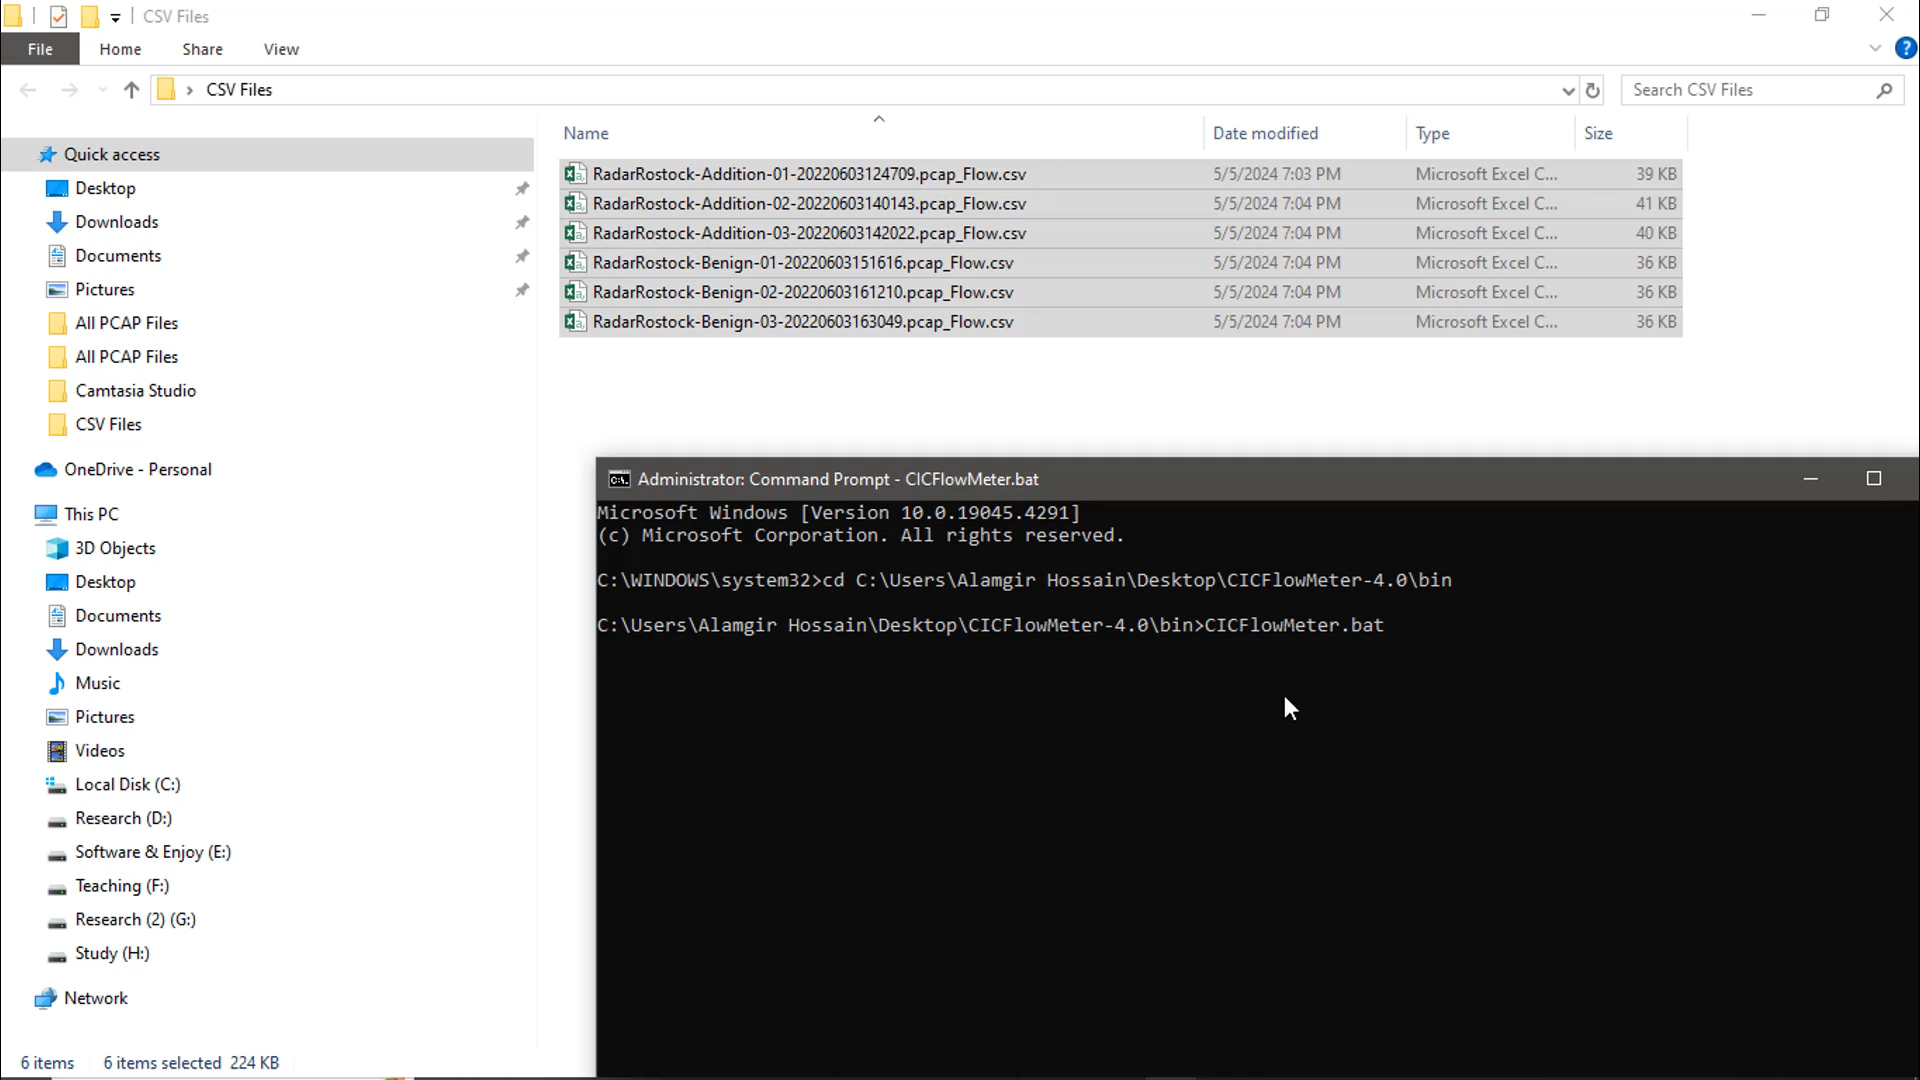 CSV Files
File Home Share View
CSV Files
Search CSV Files
Name Date modified Type Size
Quick access
Desktop
Downloads
Documents
Pictures
All PCAP Files
All PCAP Files
Camtasia Studio
CSV Files
OneDrive - Personal
This PC
3D Objects
Desktop
Documents
Downloads
Music
Pictures
Videos
Local Disk (C:)
Research (D:)
Software & Enjoy (E:)
Teaching (F:)
Research (2) (G:)
Study (H:)
Network
RadarRostock-Addition-01-20220603124709.pcap_Flow.csv 5/5/2024 7:03 PM Microsoft Excel C... 39 KB
RadarRostock-Addition-02-20220603140143.pcap_Flow.csv 5/5/2024 7:04 PM Microsoft Excel C... 41 KB
RadarRostock-Addition-03-20220603142022.pcap_Flow.csv 5/5/2024 7:04 PM Microsoft Excel C... 40 KB
RadarRostock-Benign-01-20220603151616.pcap_Flow.csv 5/5/2024 7:04 PM Microsoft Excel C... 36 KB
RadarRostock-Benign-02-20220603161210.pcap_Flow.csv 5/5/2024 7:04 PM Microsoft Excel C... 36 KB
RadarRostock-Benign-03-20220603163049.pcap_Flow.csv 5/5/2024 7:04 PM Microsoft Excel C... 36 KB
Administrator: Command Prompt - CICFlowMeter.bat
Microsoft Windows [Version 10.0.19045.4291]
(c) Microsoft Corporation. All rights reserved.
C:\WINDOWS\system32>cd C:\Users\Alamgir Hossain\Desktop\CICFlowMeter-4.0\bin
C:\Users\Alamgir Hossain\Desktop\CICFlowMeter-4.0\bin>CICFlowMeter.bat
6 items 6 items selected 224 KB